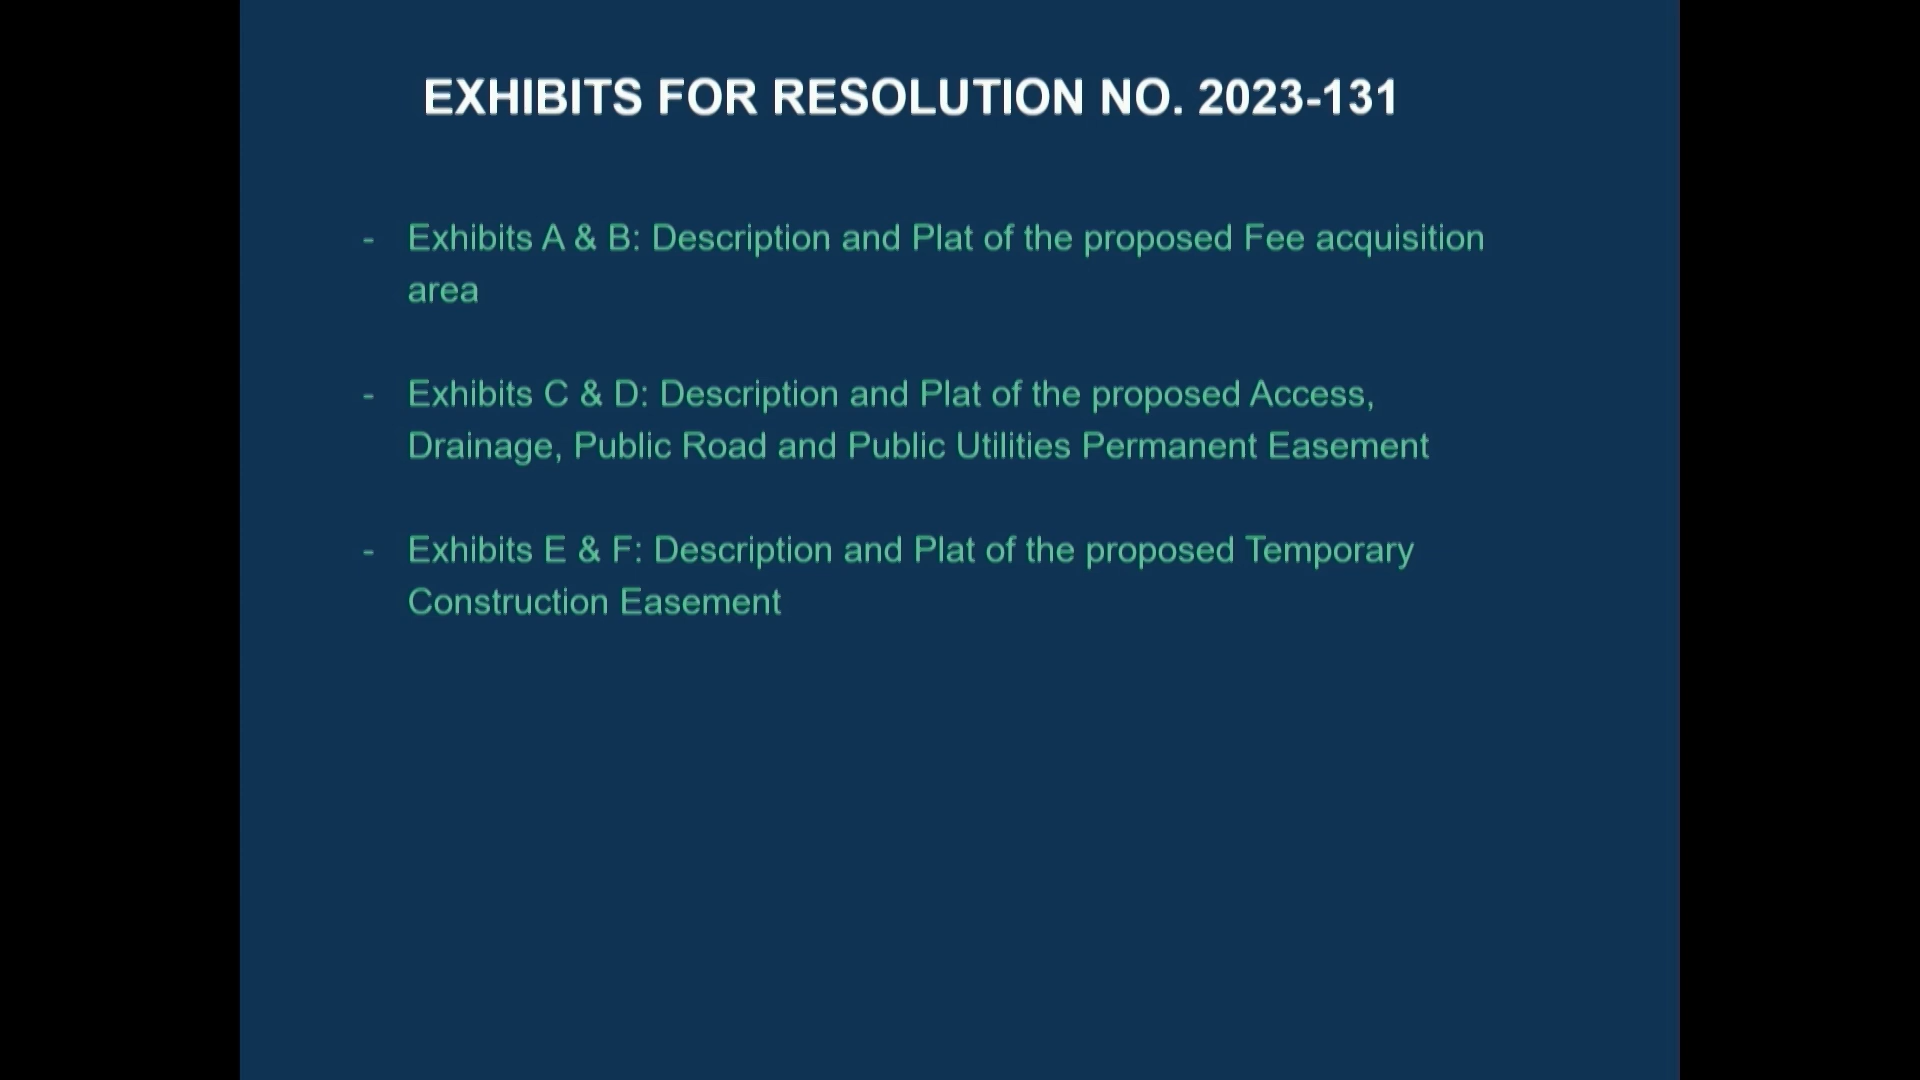 EXHIBITS FOR RESOLUTION NO. 2023-131
- Exhibits A & B: Description and Plat of the proposed Fee acquisition
area
- Exhibits C & D: Description and Plat of the proposed Access,
Drainage, Public Road and Public Utilities Permanent Easement
- Exhibits E & F: Description and Plat of the proposed Temporary
Construction Easement